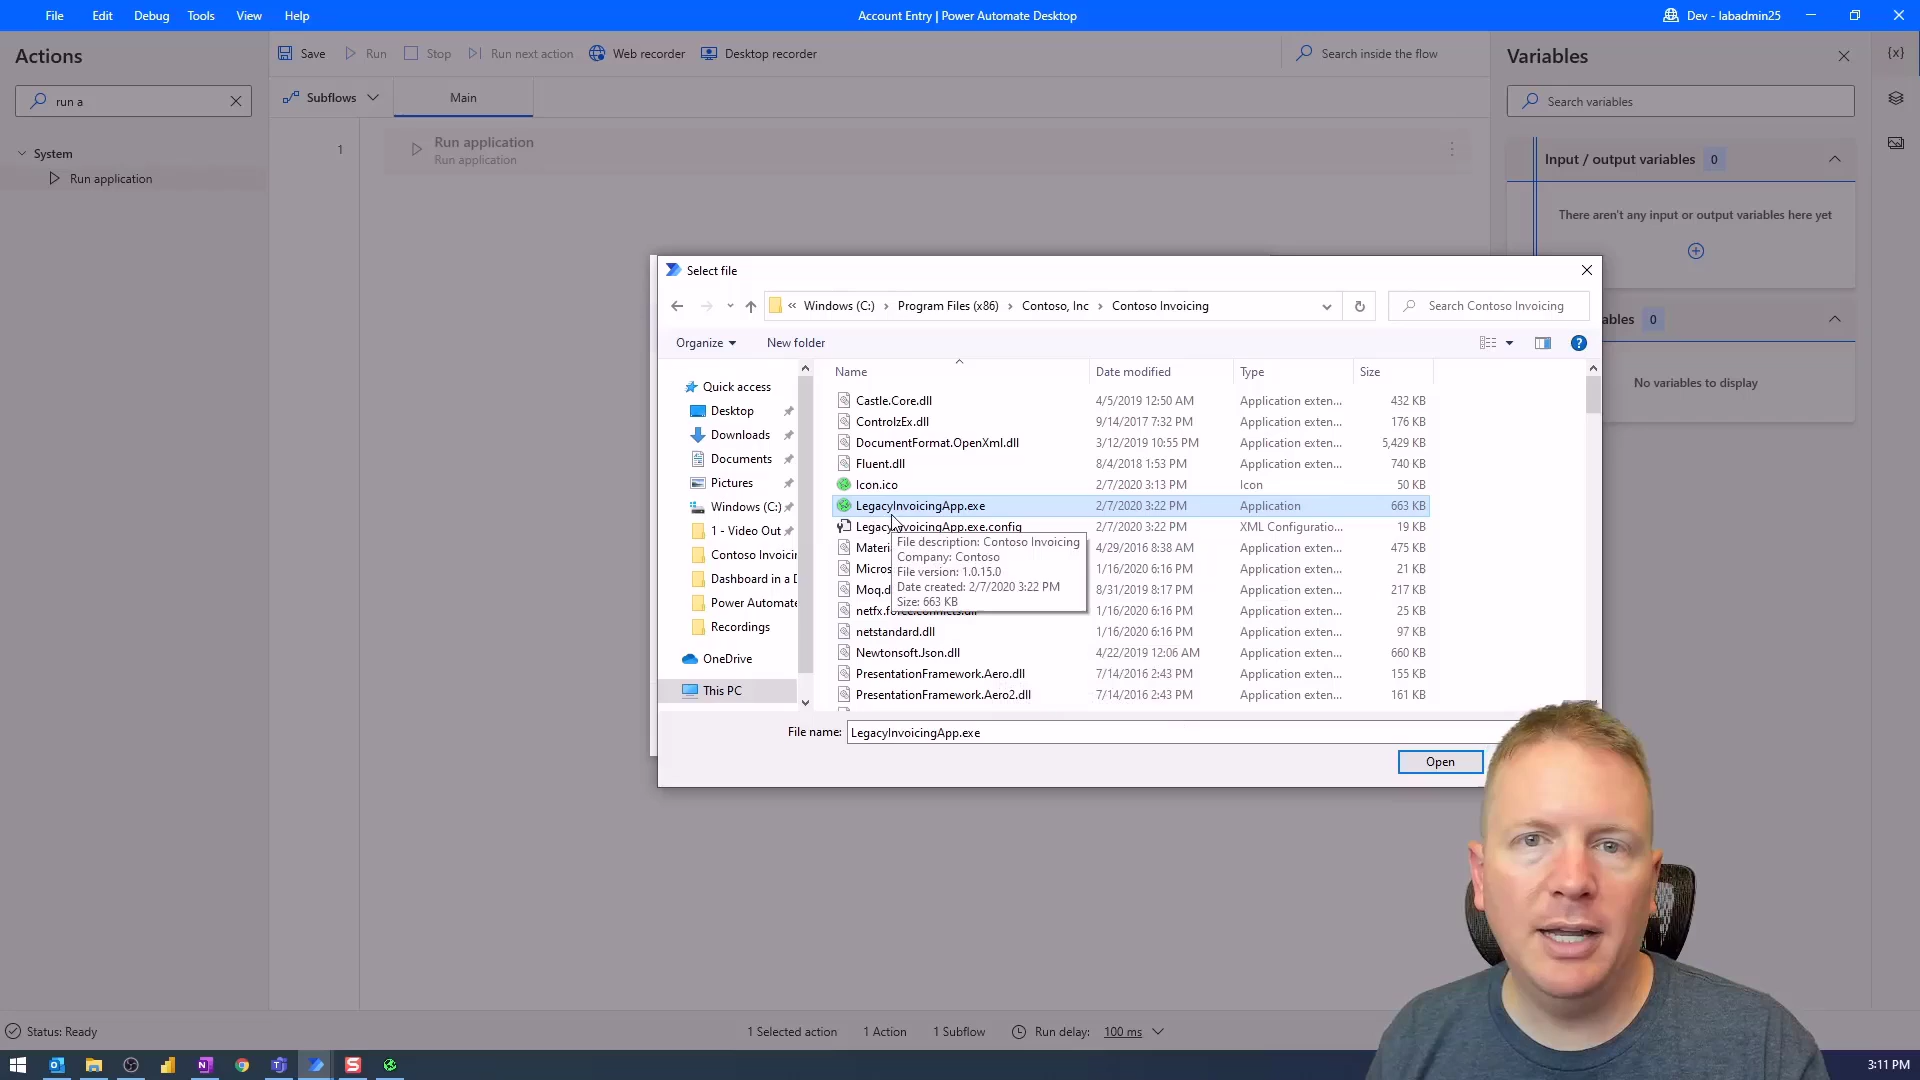 File Edit Debug Tools View Help
Account Entry | Power Automate Desktop
Dev - labadmin25
Actions
Save Run Stop Run next action Web recorder Desktop recorder
Search inside the flow
Variables
{x}
run a
Subflows
Main
Search variables
System
Run application
1
Run application
Run application
Input / output variables 0
There aren't any input or output variables here yet
ables 0
No variables to display
Select file
« Windows (C:) › Program Files (x86) › Contoso, Inc › Contoso Invoicing
Search Contoso Invoicing
Organize New folder
Quick access
Desktop
Downloads
Documents
Pictures
Windows (C:)
1 - Video Out
Contoso Invoicin
Dashboard in a D
Power Automate
Recordings
OneDrive
This PC
Name Date modified Type Size
Castle.Core.dll 4/5/2019 12:50 AM Application exten... 432 KB
ControlzEx.dll 9/14/2017 7:32 PM Application exten... 176 KB
DocumentFormat.OpenXml.dll 3/12/2019 10:55 PM Application exten... 5,429 KB
Fluent.dll 8/4/2018 1:53 PM Application exten... 740 KB
Icon.ico 2/7/2020 3:13 PM Icon 50 KB
LegacyInvoicingApp.exe 2/7/2020 3:22 PM Application 663 KB
LegacyInvoicingApp.exe.config 2/7/2020 3:22 PM XML Configuratio... 19 KB
Materi 4/29/2016 8:38 AM Application exten... 475 KB
Micros 1/16/2020 6:16 PM Application exten... 21 KB
Moq.d 8/31/2019 8:17 PM Application exten... 217 KB
netfx.force.conflicts.dll 1/16/2020 6:16 PM Application exten... 25 KB
netstandard.dll 1/16/2020 6:16 PM Application exten... 97 KB
Newtonsoft.Json.dll 4/22/2019 12:06 AM Application exten... 660 KB
PresentationFramework.Aero.dll 7/14/2016 2:43 PM Application exten... 155 KB
PresentationFramework.Aero2.dll 7/14/2016 2:43 PM Application exten... 161 KB
File description: Contoso Invoicing
Company: Contoso
File version: 1.0.15.0
Date created: 2/7/2020 3:22 PM
Size: 663 KB
File name: LegacyInvoicingApp.exe
Open
Status: Ready
1 Selected action 1 Action 1 Subflow Run delay: 100 ms
3:11 PM